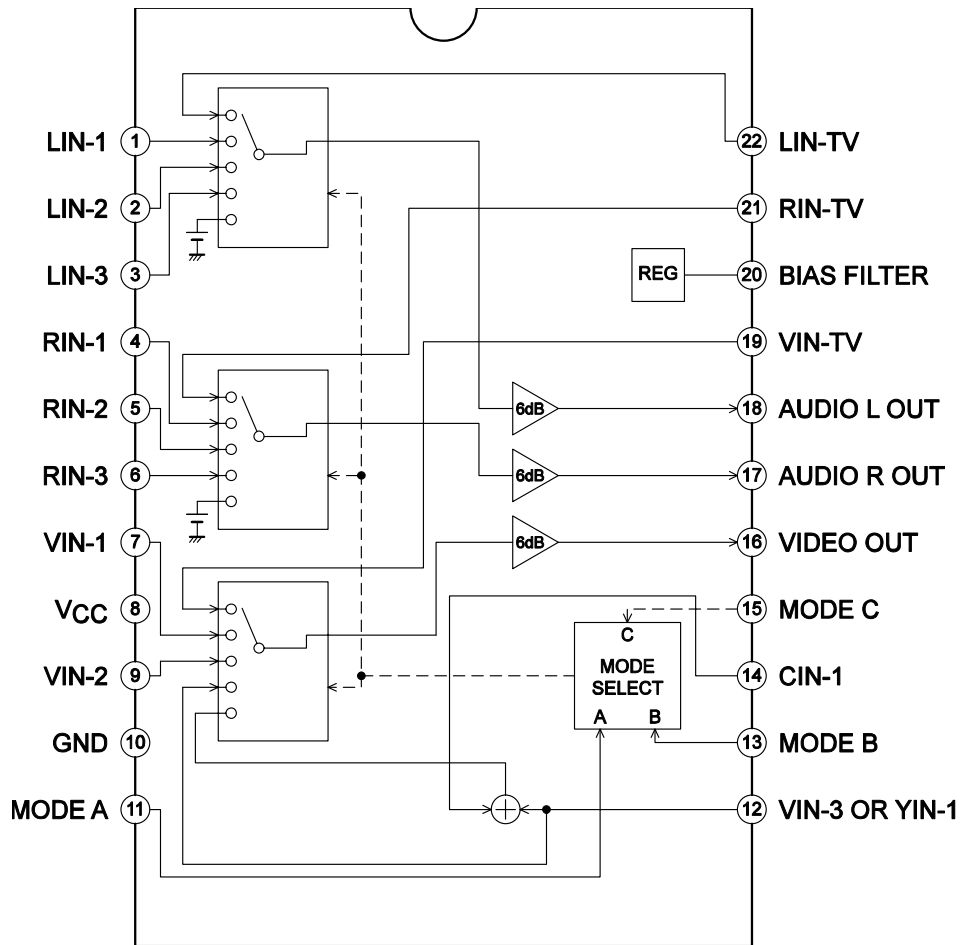 LIN-1
1
LIN-2
2
LIN-3
3
RIN-1
4
RIN-2
5
RIN-3
6
VIN-1
7
VCC
8
VIN-2
9
GND
10
MODE A
11
22
LIN-TV
21
RIN-TV
REG
20
BIAS FILTER
19
VIN-TV
6dB
18
AUDIO L OUT
6dB
17
AUDIO R OUT
6dB
16
VIDEO OUT
15
MODE C
C
MODE
SELECT
A
B
14
CIN-1
13
MODE B
12
VIN-3 OR YIN-1